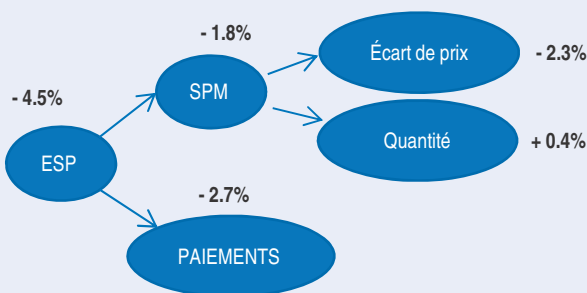 - 1.8%
Écart de prix
- 2.3%
SPM
- 4.5%
Quantité
+ 0.4%
ESP
- 2.7%
PAIEMENTS